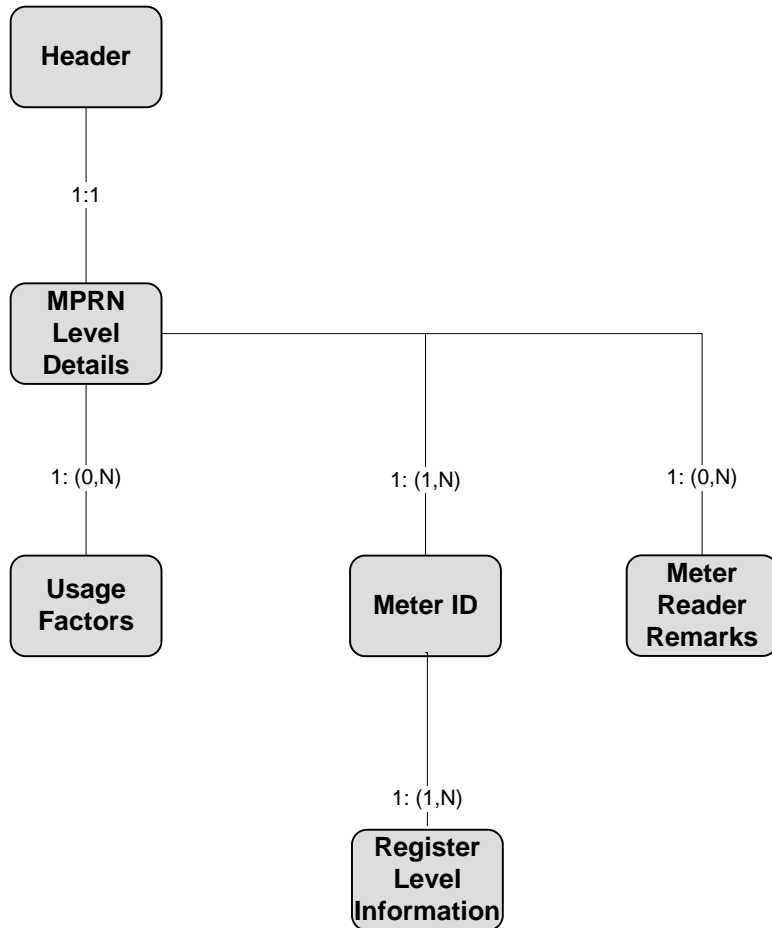 Header
1:1
MPRN
Level
Details
1: (0,N)
1: (1,N)
1: (0,N)
Usage
Factors
Meter ID
Meter
Reader
Remarks
1: (1,N)
Register
Level
Information